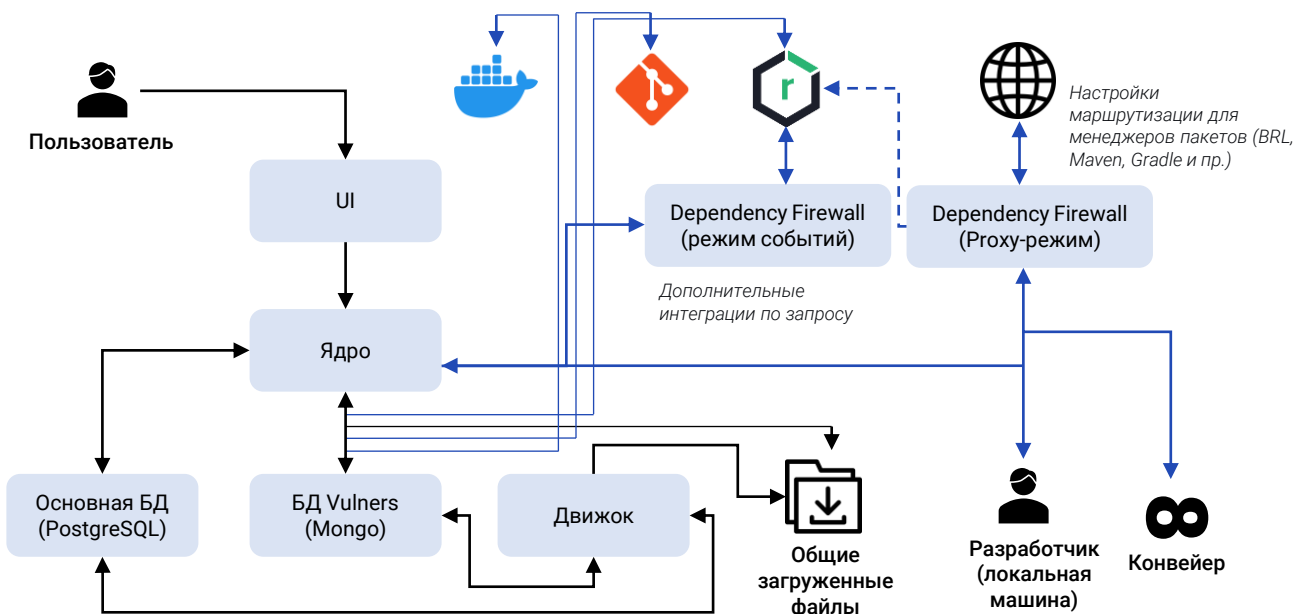 Пользователь
UI
r
Настройки
маршрутизации для
менеджеров пакетов (BRL,
Maven, Gradle и пр.)
Dependency Firewall
(режим событий)
Dependency Firewall
(Proxy-режим)
Дополнительные
интеграции по запросу
Ядро
Основная БД
(PostgreSQL)
БД Vulners
(Mongo)
Движок
Общие
загруженные
файлы
Разработчик
(локальная
машина)
Конвейер